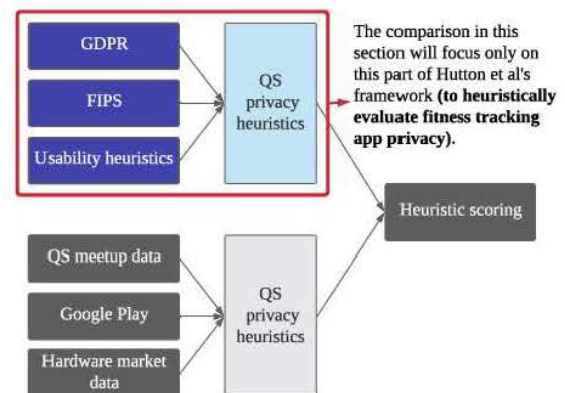 GDPR
FIPS
Usability heuristics
QS
privacy
heuristics
The comparison in this
section will focus only on
this part of Hutton et al's
framework (to heuristically
evaluate fitness tracking
app privacy).
Heuristic scoring
QS meetup data
Google Play
Hardware market
data
QS
privacy
heuristics